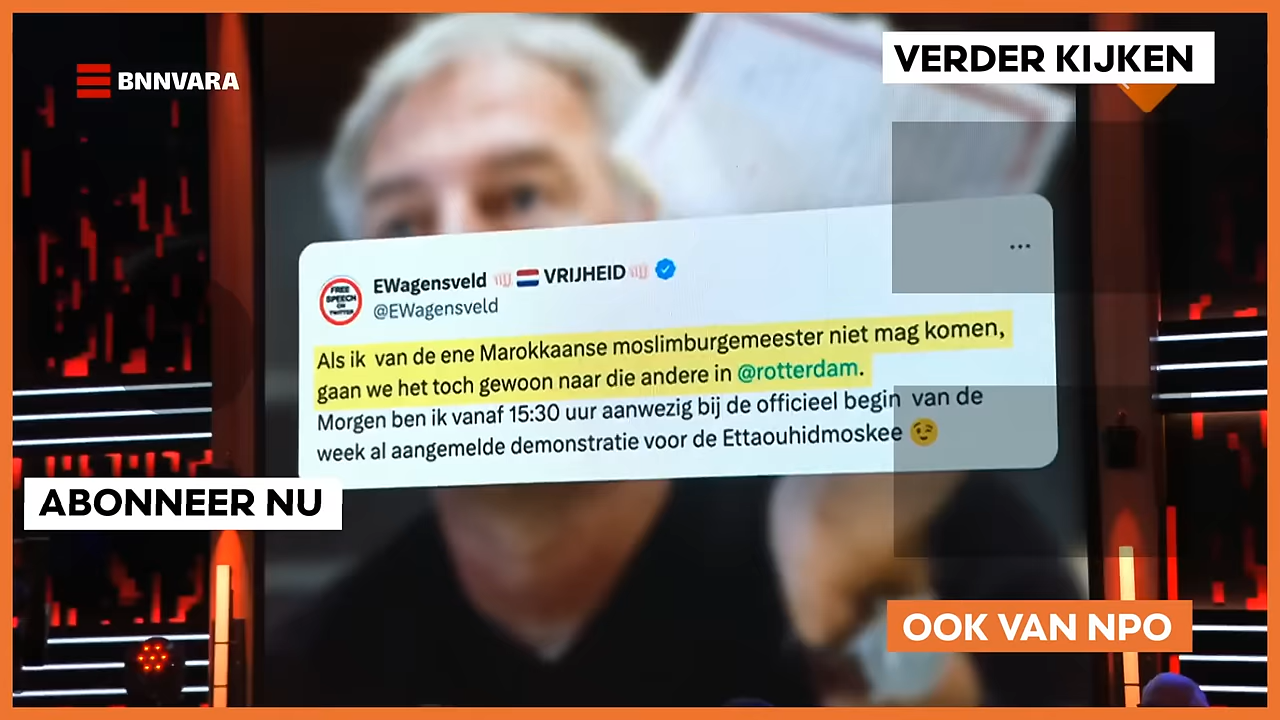 BNNVARA
VERDER KIJKEN
FREE
SPEECH
ON
TWITTER
EWagensveld 🇳🇱 VRIJHEID
@EWagensveld
Als ik van de ene Marokkaanse moslimburgemeester niet mag komen,
gaan we het toch gewoon naar die andere in @rotterdam.
Morgen ben ik vanaf 15:30 uur aanwezig bij de officieel begin van de
week al aangemelde demonstratie voor de Ettaouhidmoskee 😉
ABONNEER NU
OOK VAN NPO